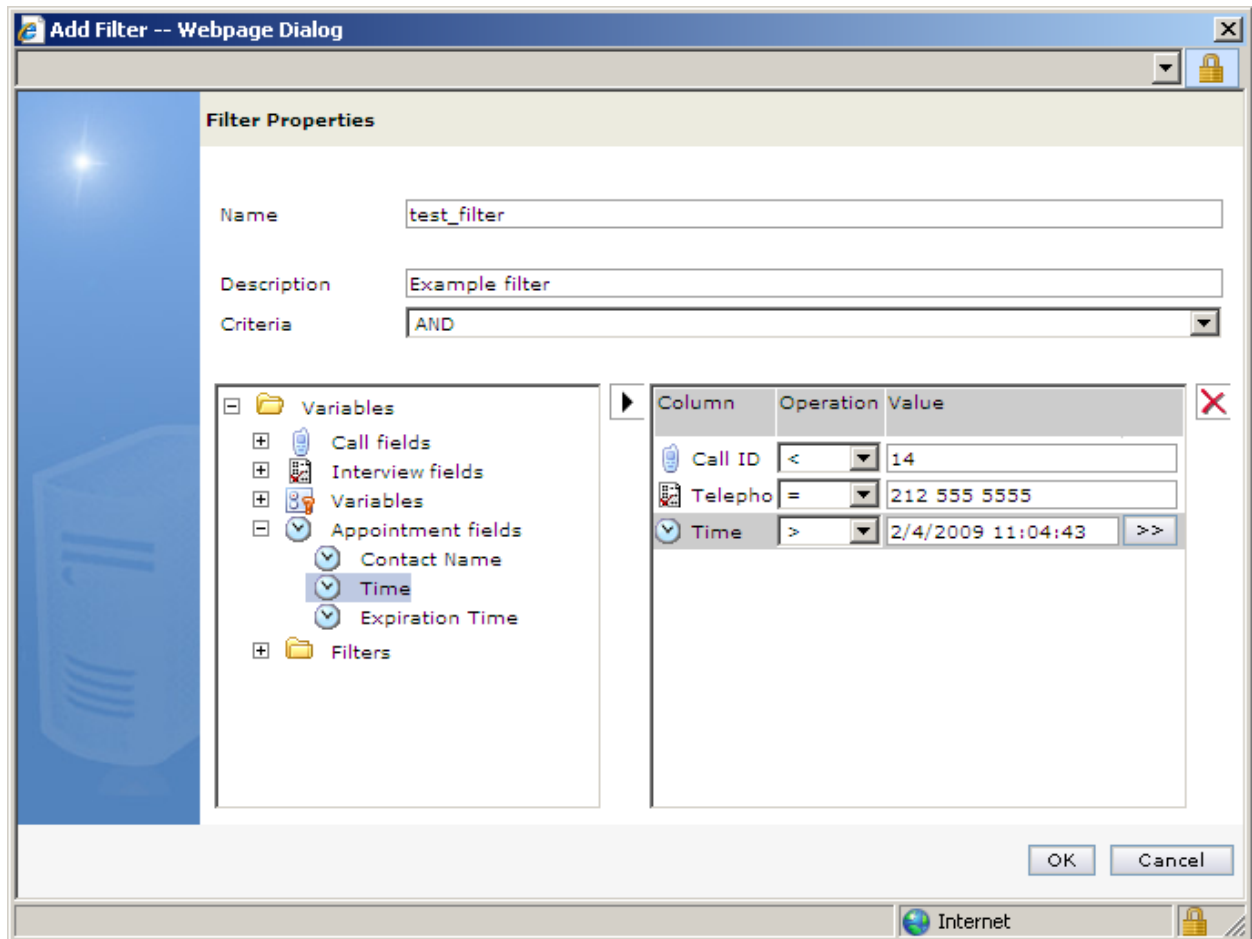 Add Filter -- Webpage Dialog
Filter Properties
Name test_filter
Description Example filter
Criteria AND
Variables
Call fields
Interview fields
Variables
Appointment fields
Contact Name
Time
Expiration Time
Filters
Column Operation Value
Call ID < 14
Telepho = 212 555 5555
Time > 2/4/2009 11:04:43 >>
OK Cancel
Internet